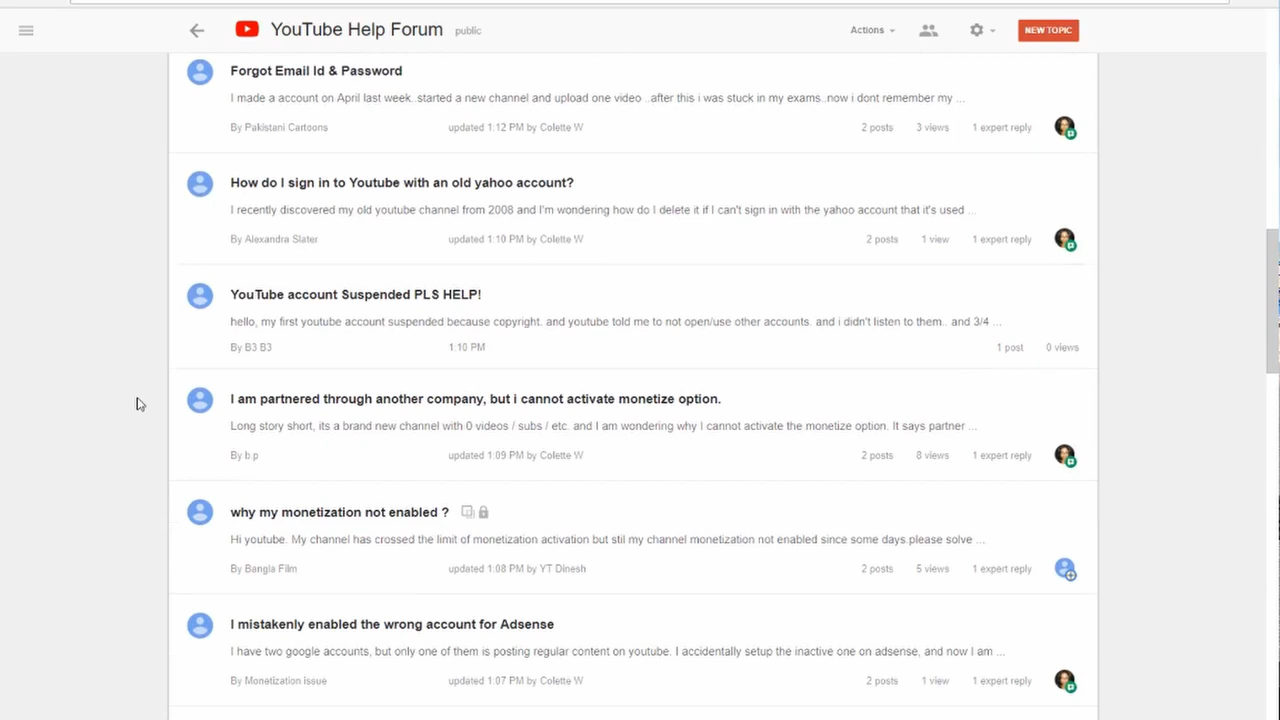 YouTube Help Forum public Actions NEW TOPIC
Forgot Email Id & Password
I made a account on April last week..started a new channel and upload one video ..after this i was stuck in my exams..now i dont remember my ...
By Pakistani Cartoons updated 1:12 PM by Colette W 2 posts 3 views 1 expert reply
How do I sign in to Youtube with an old yahoo account?
I recently discovered my old youtube channel from 2008 and I'm wondering how do I delete it if I can't sign in with the yahoo account that it's used ...
By Alexandra Slater updated 1:10 PM by Colette W 2 posts 1 view 1 expert reply
YouTube account Suspended PLS HELP!
hello, my first youtube account suspended because copyright. and youtube told me to not open/use other accounts. and i didn't listen to them.. and 3/4 ...
By B3 B3 1:10 PM 1 post 0 views
I am partnered through another company, but i cannot activate monetize option.
Long story short, its a brand new channel with 0 videos / subs / etc. and I am wondering why I cannot activate the monetize option. It says partner ...
By b p updated 1:09 PM by Colette W 2 posts 8 views 1 expert reply
why my monetization not enabled ?
Hi youtube. My channel has crossed the limit of monetization activation but stil my channel monetization not enabled since some days.please solve ...
By Bangla Film updated 1:08 PM by YT Dinesh 2 posts 5 views 1 expert reply
I mistakenly enabled the wrong account for Adsense
I have two google accounts, but only one of them is posting regular content on youtube. I accidentally setup the inactive one on adsense, and now I am ...
By Monetization issue updated 1:07 PM by Colette W 2 posts 1 view 1 expert reply